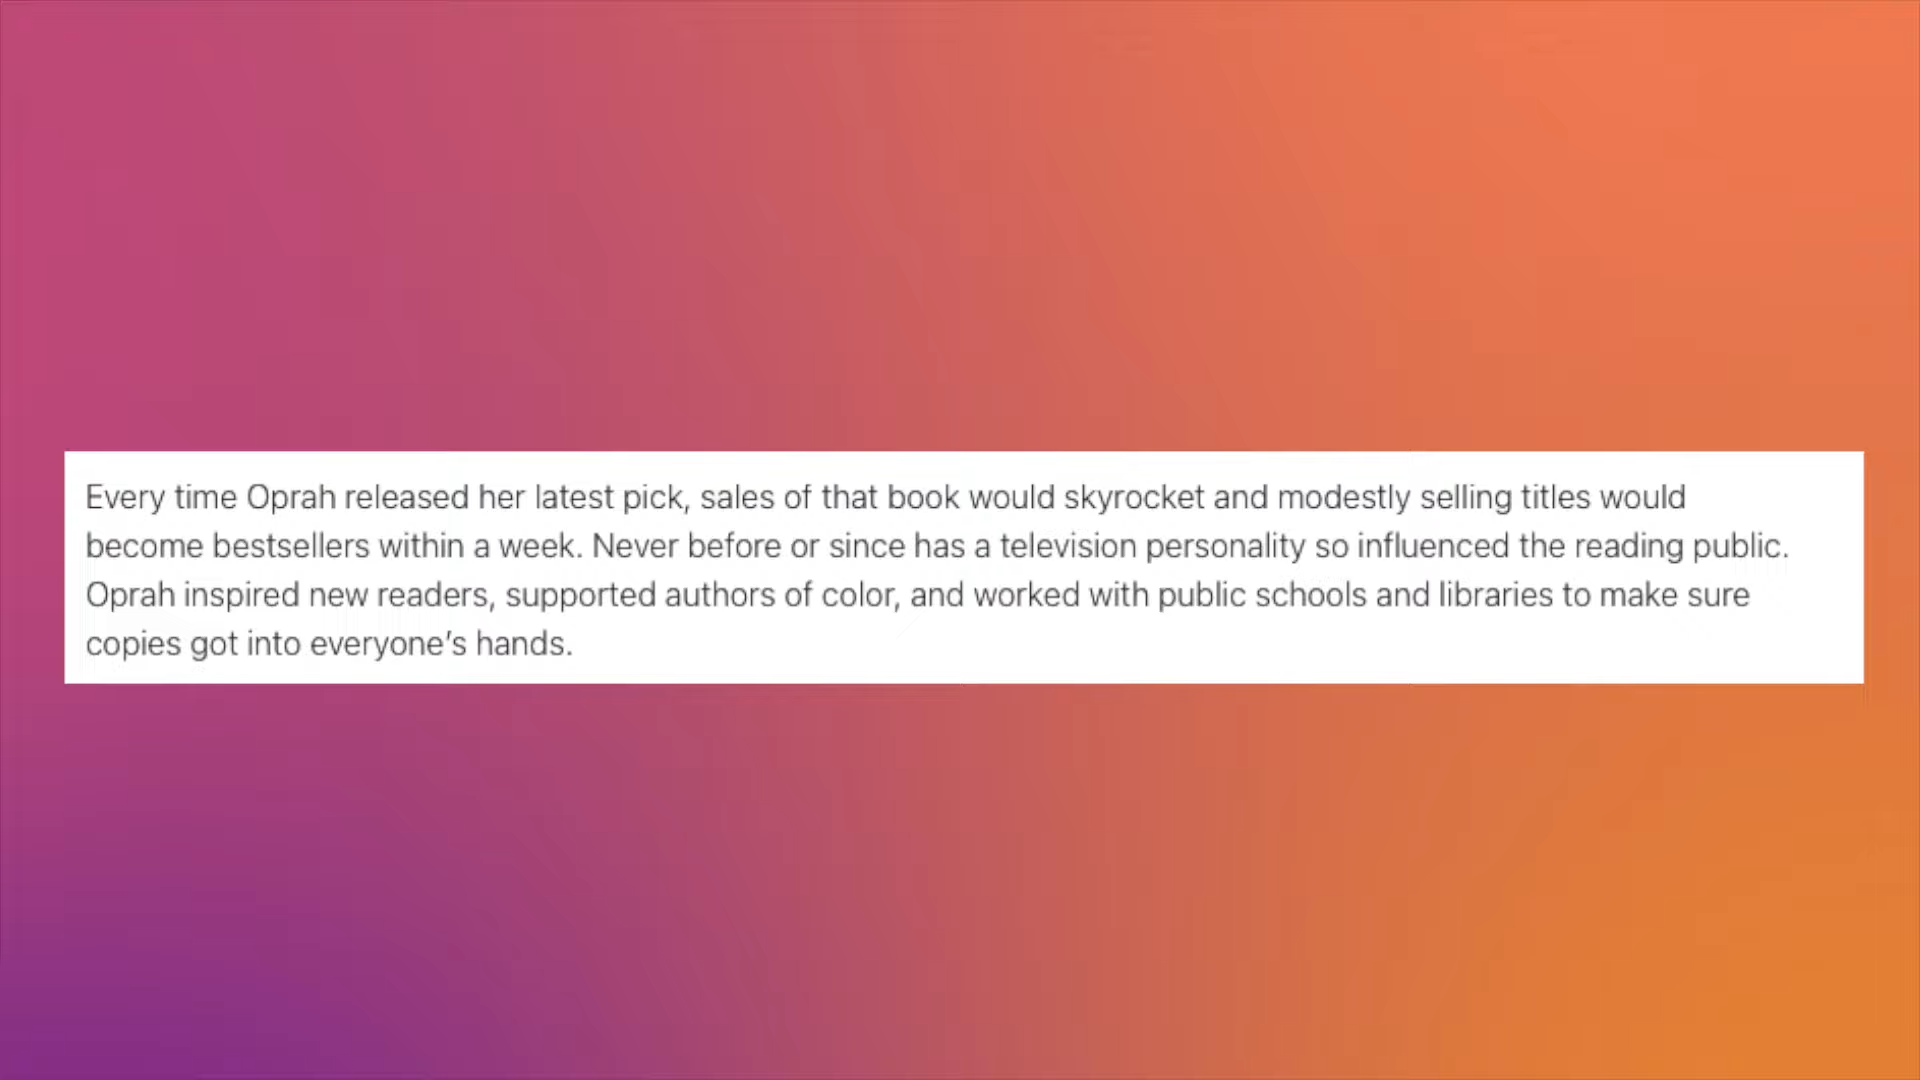 Every time Oprah released her latest pick, sales of that book would skyrocket and modestly selling titles would
become bestsellers within a week. Never before or since has a television personality so influenced the reading public.
Oprah inspired new readers, supported authors of color, and worked with public schools and libraries to make sure
copies got into everyone’s hands.